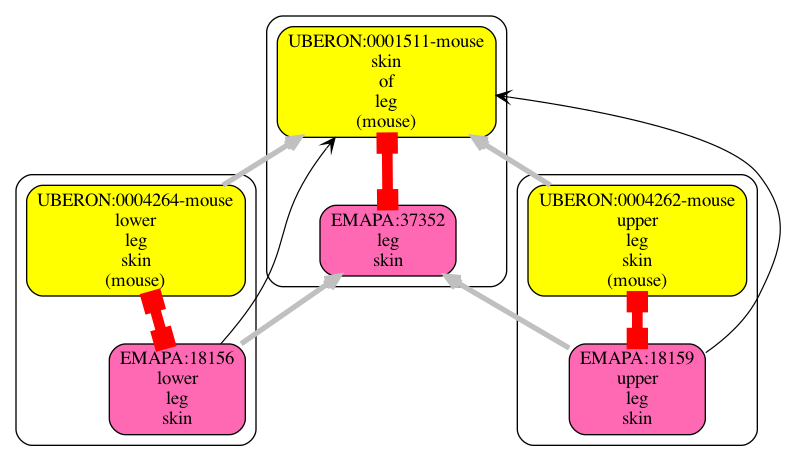 UBERON:0001511-mouse
skin
of
leg
(mouse)
UBERON:0004264-mouse
lower
leg
skin
(mouse)
EMAPA:37352
leg
skin
UBERON:0004262-mouse
upper
leg
skin
(mouse)
EMAPA:18156
lower
leg
skin
EMAPA:18159
upper
leg
skin